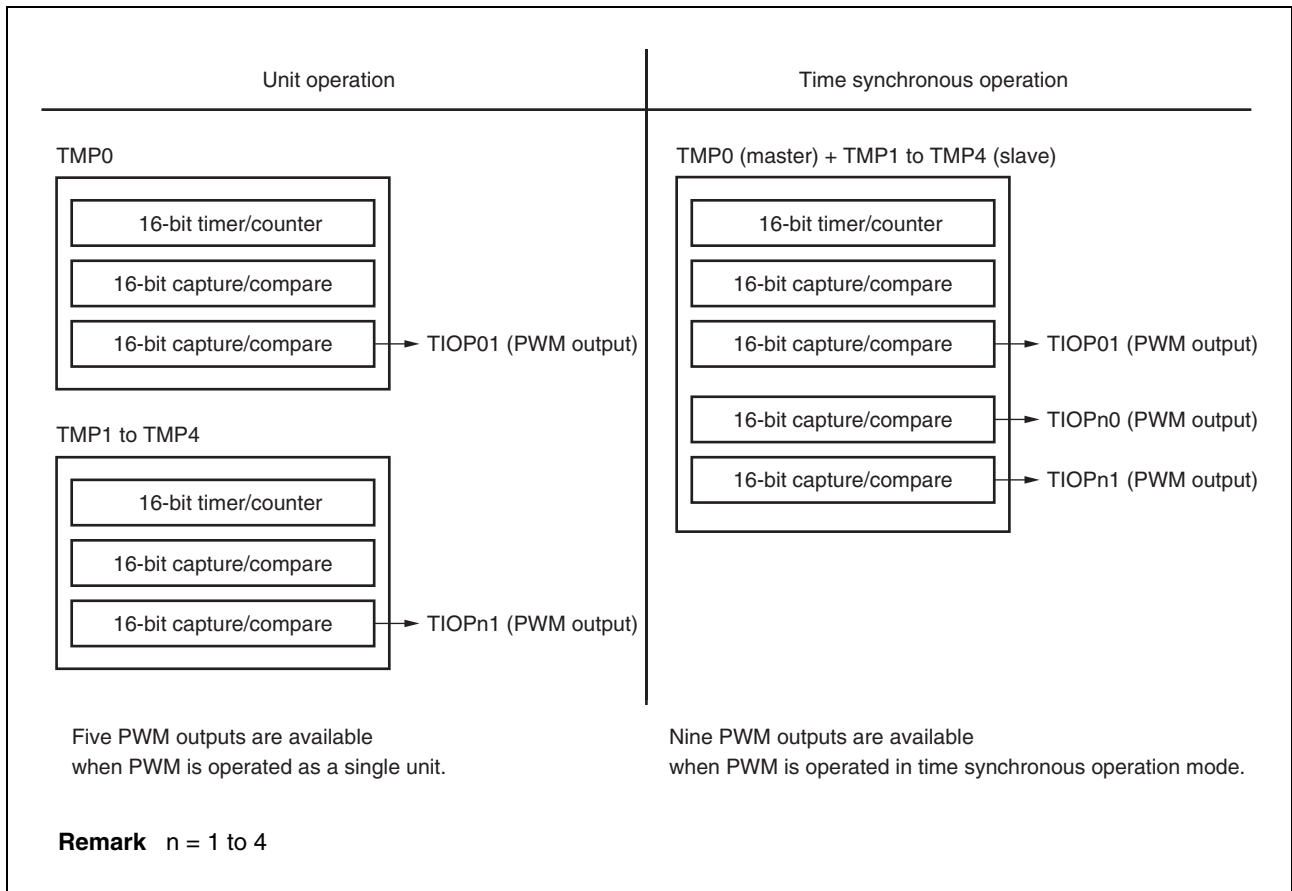 Unit operation
TMP0
16-bit timer/counter
16-bit capture/compare
16-bit capture/compare
TIOP01 (PWM output)
TMP1 to TMP4
16-bit timer/counter
16-bit capture/compare
16-bit capture/compare
TIOPn1 (PWM output)
Five PWM outputs are available
when PWM is operated as a single unit.
Time synchronous operation
TMP0 (master) + TMP1 to TMP4 (slave)
16-bit timer/counter
16-bit capture/compare
16-bit capture/compare
TIOP01 (PWM output)
16-bit capture/compare
TIOPn0 (PWM output)
16-bit capture/compare
TIOPn1 (PWM output)
Nine PWM outputs are available
when PWM is operated in time synchronous operation mode.
Remark n = 1 to 4